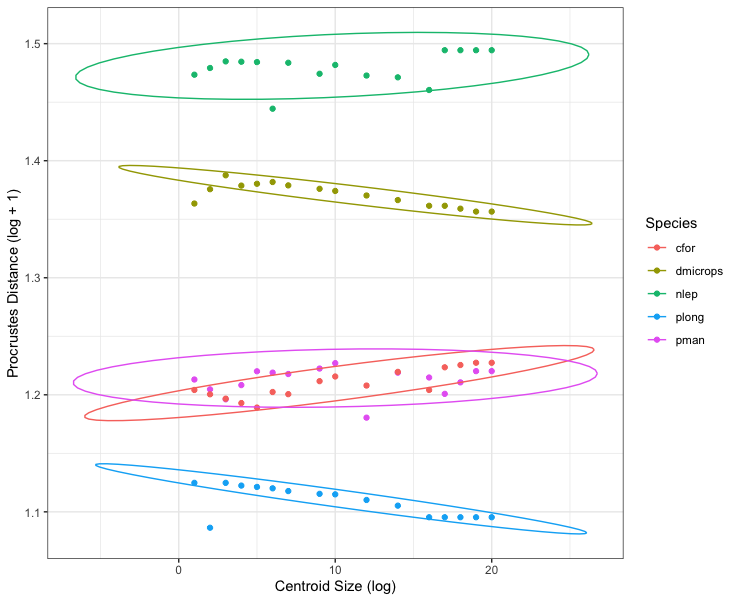 1.5
1.4
1.3
1.2
1.1
0
10
20
Centroid Size (log)
Procrustes Distance (log + 1)
Species
cfor
dmicrops
nlep
plong
pman